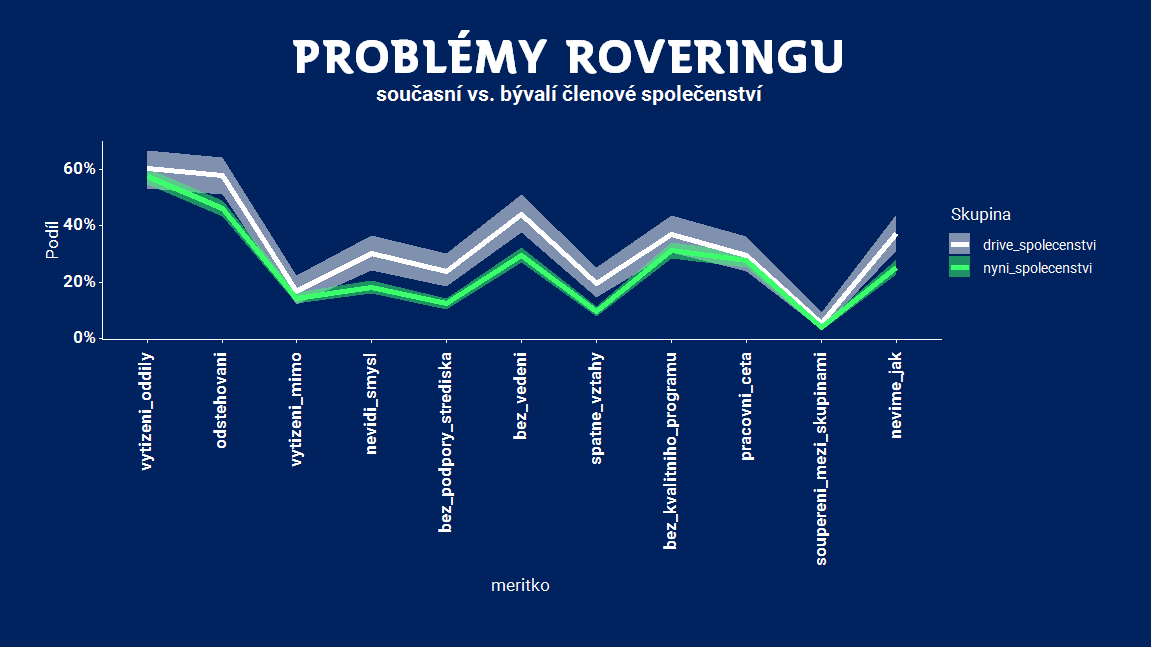 PROBLÉMY ROVERINGU
současní vs. bývalí členové společenství
60%
40%
20%
0%
Podíl
vytizeni_oddily
odstehovani
vytizeni_mimo
nevidi_smysl
bez_podpory_strediska
bez_vedeni
spatne_vztahy
bez_kvalitniho_programu
pracovni_ceta
soupereni_mezi_skupinami
nevime_jak
meritko
Skupina
drive_spolecenstvi
nyni_spolecenstvi